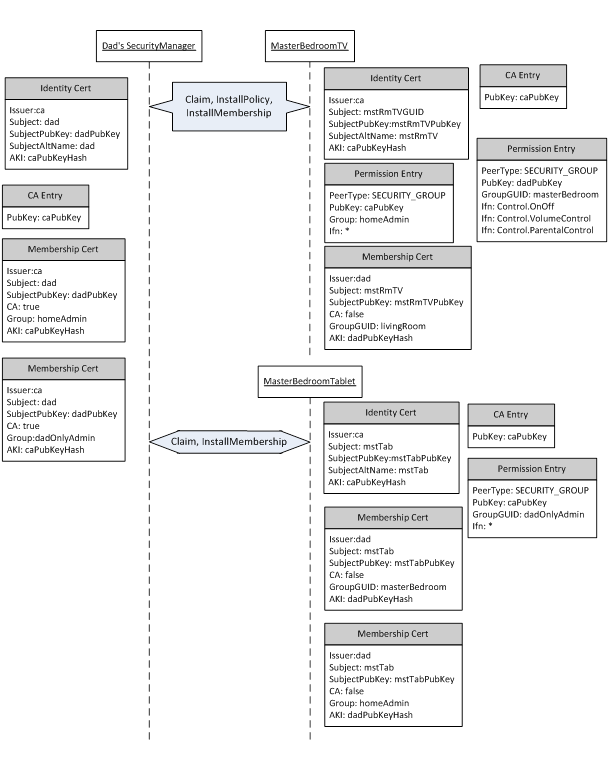 Dad's SecurityManager
MasterBedroomTV
Identity Cert
Issuer:ca
Subject: dad
SubjectPubKey: dadPubKey
SubjectAltName: dad
AKI: caPubKeyHash
Claim, InstallPolicy,
InstallMembership
Identity Cert
Issuer:ca
Subject: mstRmTVGUID
SubjectPubKey:mstRmTVPubKey
SubjectAltName: mstRmTV
AKI: caPubKeyHash
CA Entry
PubKey: caPubKey
Permission Entry
PeerType: SECURITY_GROUP
PubKey: dadPubKey
GroupGUID: masterBedroom
Ifn: Control.OnOff
Ifn: Control.VolumeControl
Ifn: Control.ParentalControl
CA Entry
PubKey: caPubKey
Permission Entry
PeerType: SECURITY_GROUP
PubKey: caPubKey
Group: homeAdmin
Ifn: *
Membership Cert
Issuer:ca
Subject: dad
SubjectPubKey: dadPubKey
CA: true
Group: homeAdmin
AKI: caPubKeyHash
Membership Cert
Issuer:dad
Subject: mstRmTV
SubjectPubKey: mstRmTVPubKey
CA: false
GroupGUID: livingRoom
AKI: dadPubKeyHash
Membership Cert
Issuer:ca
Subject: dad
SubjectPubKey: dadPubKey
CA: true
Group:dadOnlyAdmin
AKI: caPubKeyHash
MasterBedroomTablet
Claim, InstallMembership
Identity Cert
Issuer:ca
Subject: mstTab
SubjectPubKey:mstTabPubKey
SubjectAltName: mstTab
AKI: caPubKeyHash
CA Entry
PubKey: caPubKey
Permission Entry
PeerType: SECURITY_GROUP
PubKey: caPubKey
GroupGUID: dadOnlyAdmin
Ifn: *
Membership Cert
Issuer:dad
Subject: mstTab
SubjectPubKey: mstTabPubKey
CA: false
GroupGUID: masterBedroom
AKI: dadPubKeyHash
Membership Cert
Issuer:dad
Subject: mstTab
SubjectPubKey: mstTabPubKey
CA: false
Group: homeAdmin
AKI: dadPubKeyHash